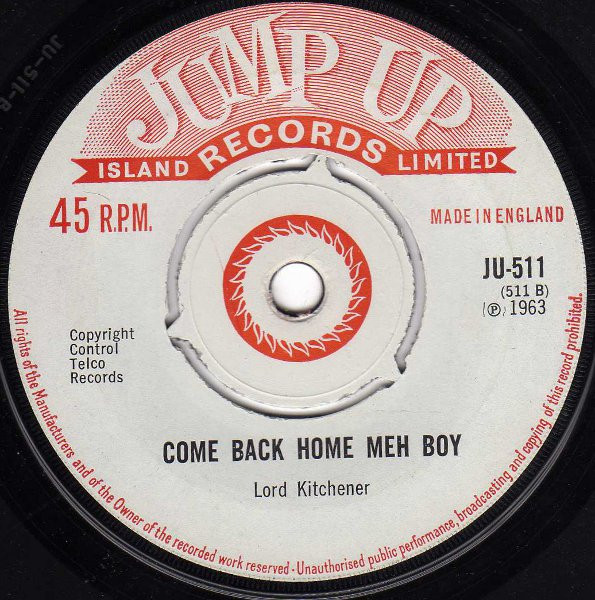 JUMP UP
ISLAND RECORDS LIMITED
45 R.P.M.
MADE IN ENGLAND
JU-511
(511 B)
(℗) 1963
Copyright
Control
Telco
Records
COME BACK HOME MEH BOY
Lord Kitchener
All rights of the Manufacturers and of the Owner of the recorded work reserved - Unauthorised public performance, broadcasting and copying of this record prohibited.
JU-511-B